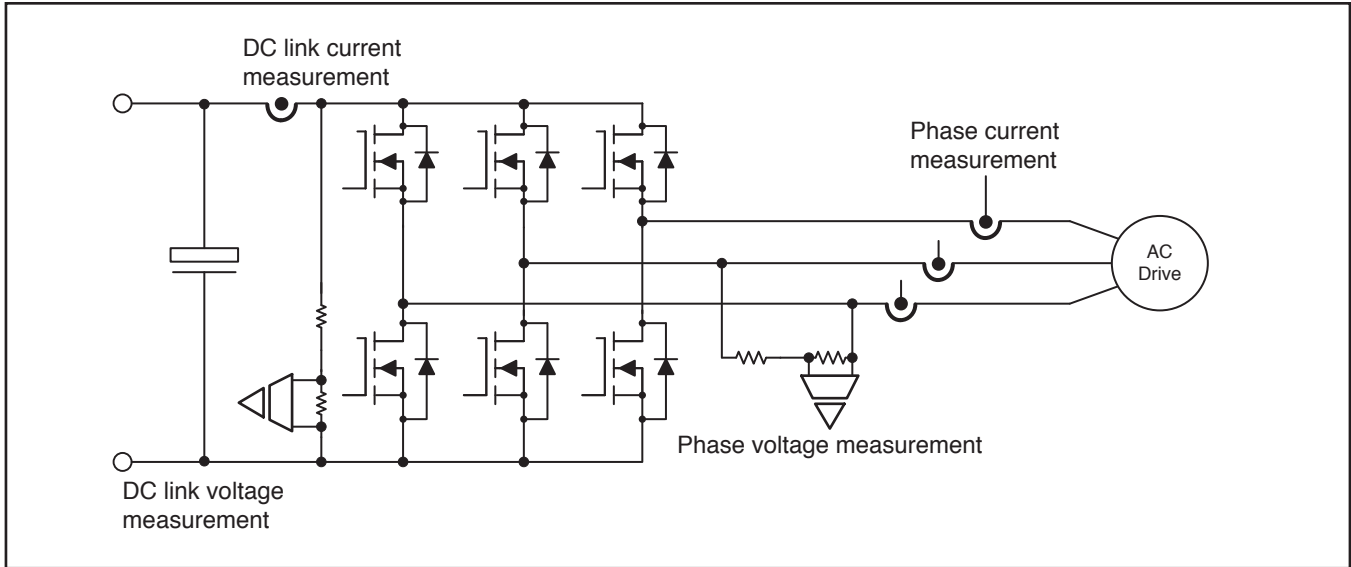 DC link current
measurement
Phase current
measurement
AC
Drive
Phase voltage measurement
DC link voltage
measurement